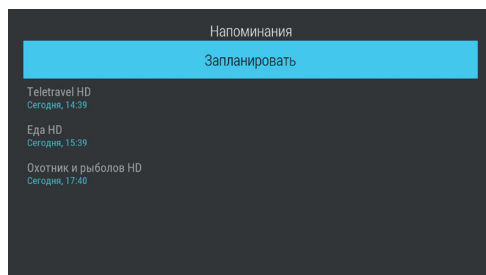 Напоминания
Запланировать
Teletravel HD
Сегодня, 14:39
Еда HD
Сегодня, 15:39
Охотник и рыболов HD
Сегодня, 17:40